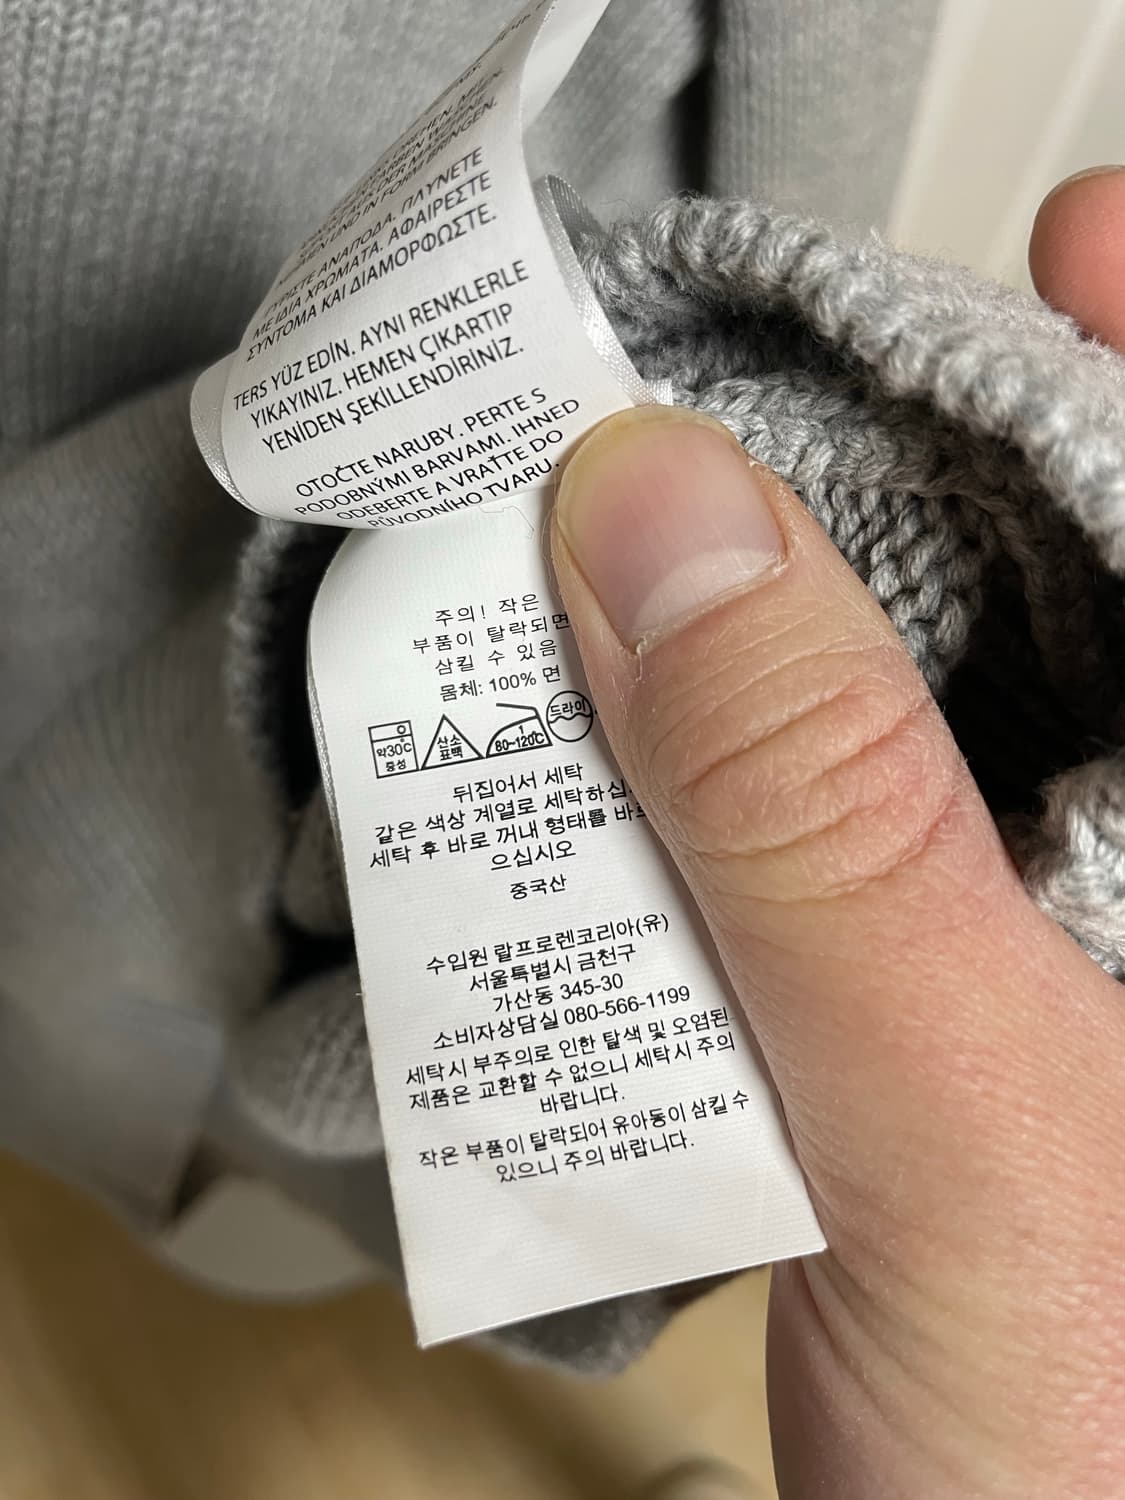 ΠΛΥΝΕΤΕ
ΜΕ ΙΔΙΑ ΧΡΩΜΑΤΑ. ΑΦΑΙΡΕΣΤΕ
ΣΥΝΤΟΜΑ ΚΑΙ ΔΙΑΜΟΡΦΩΣΤΕ.
TERS YÜZ EDİN. AYNI RENKLERLE
YIKAYINIZ. HEMEN ÇIKARTIP
YENİDEN ŞEKİLLENDİRİNİZ.
OTOČTE NARUBY. PERTE S
PODOBNÝMI BARVAMI. IHNED
ODEBERTE A VRAŤTE DO
PŮVODNÍHO TVARU.
주의! 작은
부품이 탈락되면
삼킬 수 있음
몸체: 100% 면
약30°C
중성
산소
표백
1
80~120°C
드라이
뒤집어서 세탁
같은 색상 계열로 세탁하십
세탁 후 바로 꺼내 형태를 바로
으십시오
중국산
수입원 랄프로렌코리아(유)
서울특별시 금천구
가산동 345-30
소비자상담실 080-566-1199
세탁시 부주의로 인한 탈색 및 오염된
제품은 교환할 수 없으니 세탁시 주의
바랍니다.
작은 부품이 탈락되어 유아동이 삼킬 수
있으니 주의 바랍니다.